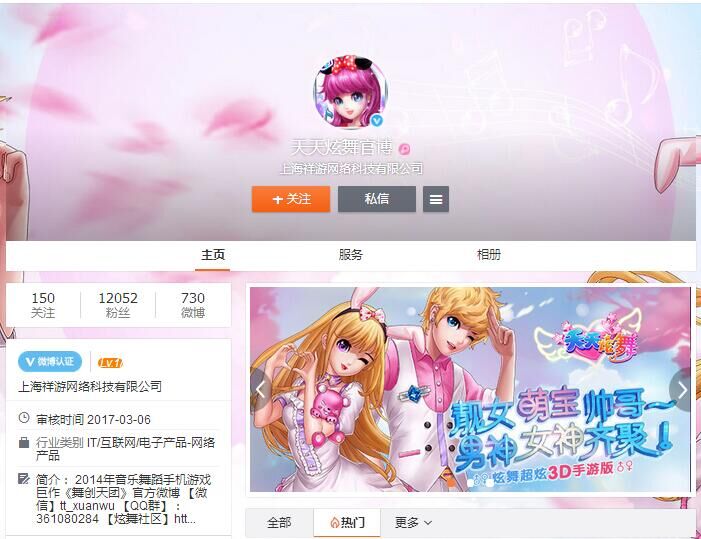 天天炫舞官博
上海祥游网络科技有限公司
+关注
私信
主页
服务
相册
150
关注
12052
粉丝
730
微博
天天炫舞
靓女萌宝帅哥~
男神女神齐聚!
♂♀炫舞超炫3D手游版♂♀
V 微博认证
Lv.1
上海祥游网络科技有限公司
审核时间 2017-03-06
行业类别 IT/互联网/电子产品-网络
产品
简介: 2014年音乐舞蹈手机游戏
巨作《舞创天团》官方微博 【微
信】tt_xuanwu 【QQ群】:
361080284 【炫舞社区】htt...
全部
热门
更多